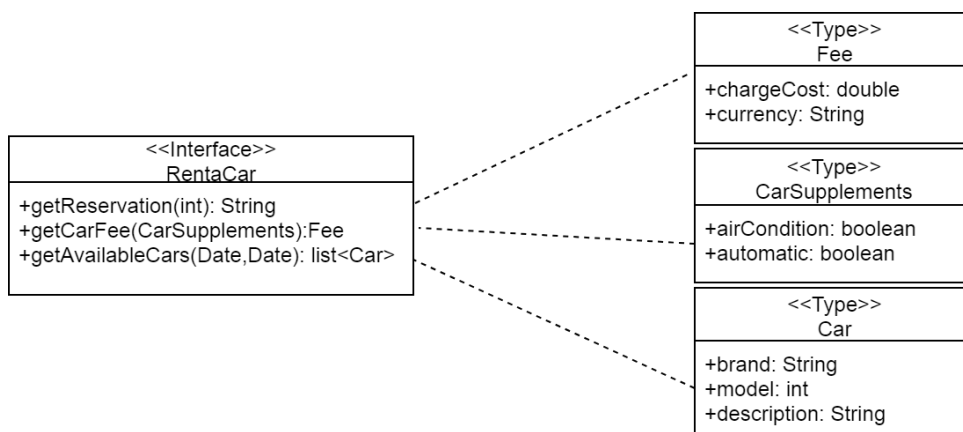 <<Interface>>
RentaCar
+getReservation(int): String
+getCarFee(CarSupplements):Fee
+getAvailableCars(Date,Date): list<Car>
<<Type>>
Fee
+chargeCost: double
+currency: String
<<Type>>
CarSupplements
+airCondition: boolean
+automatic: boolean
<<Type>>
Car
+brand: String
+model: int
+description: String